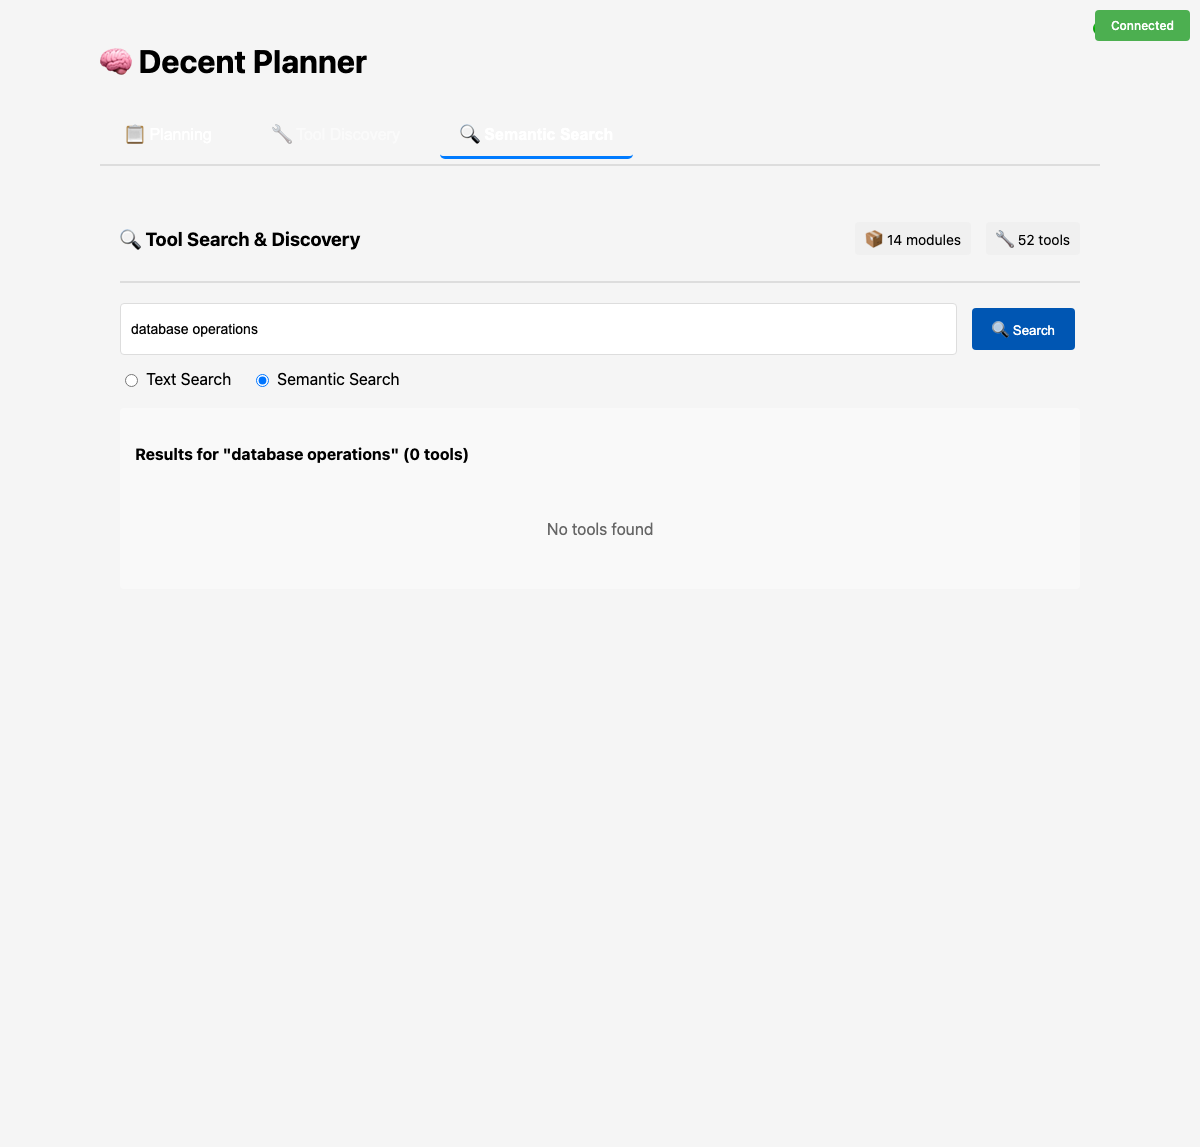 Connected
🧠 Decent Planner
📋 Planning
🔧 Tool Discovery
🔍 Semantic Search
🔍 Tool Search & Discovery
📦 14 modules
🔧 52 tools
database operations
🔍 Search
Text Search
Semantic Search
Results for "database operations" (0 tools)
No tools found